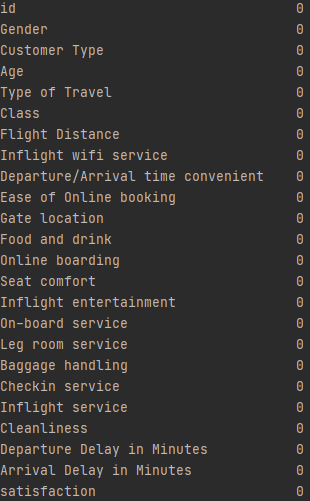 id 0
Gender 0
Customer Type 0
Age 0
Type of Travel 0
Class 0
Flight Distance 0
Inflight wifi service 0
Departure/Arrival time convenient 0
Ease of Online booking 0
Gate location 0
Food and drink 0
Online boarding 0
Seat comfort 0
Inflight entertainment 0
On-board service 0
Leg room service 0
Baggage handling 0
Checkin service 0
Inflight service 0
Cleanliness 0
Departure Delay in Minutes 0
Arrival Delay in Minutes 0
satisfaction 0